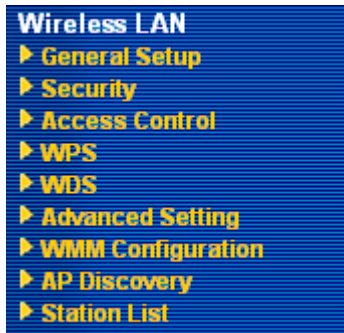 Wireless LAN
General Setup
Security
Access Control
WPS
WDS
Advanced Setting
WMM Configuration
AP Discovery
Station List